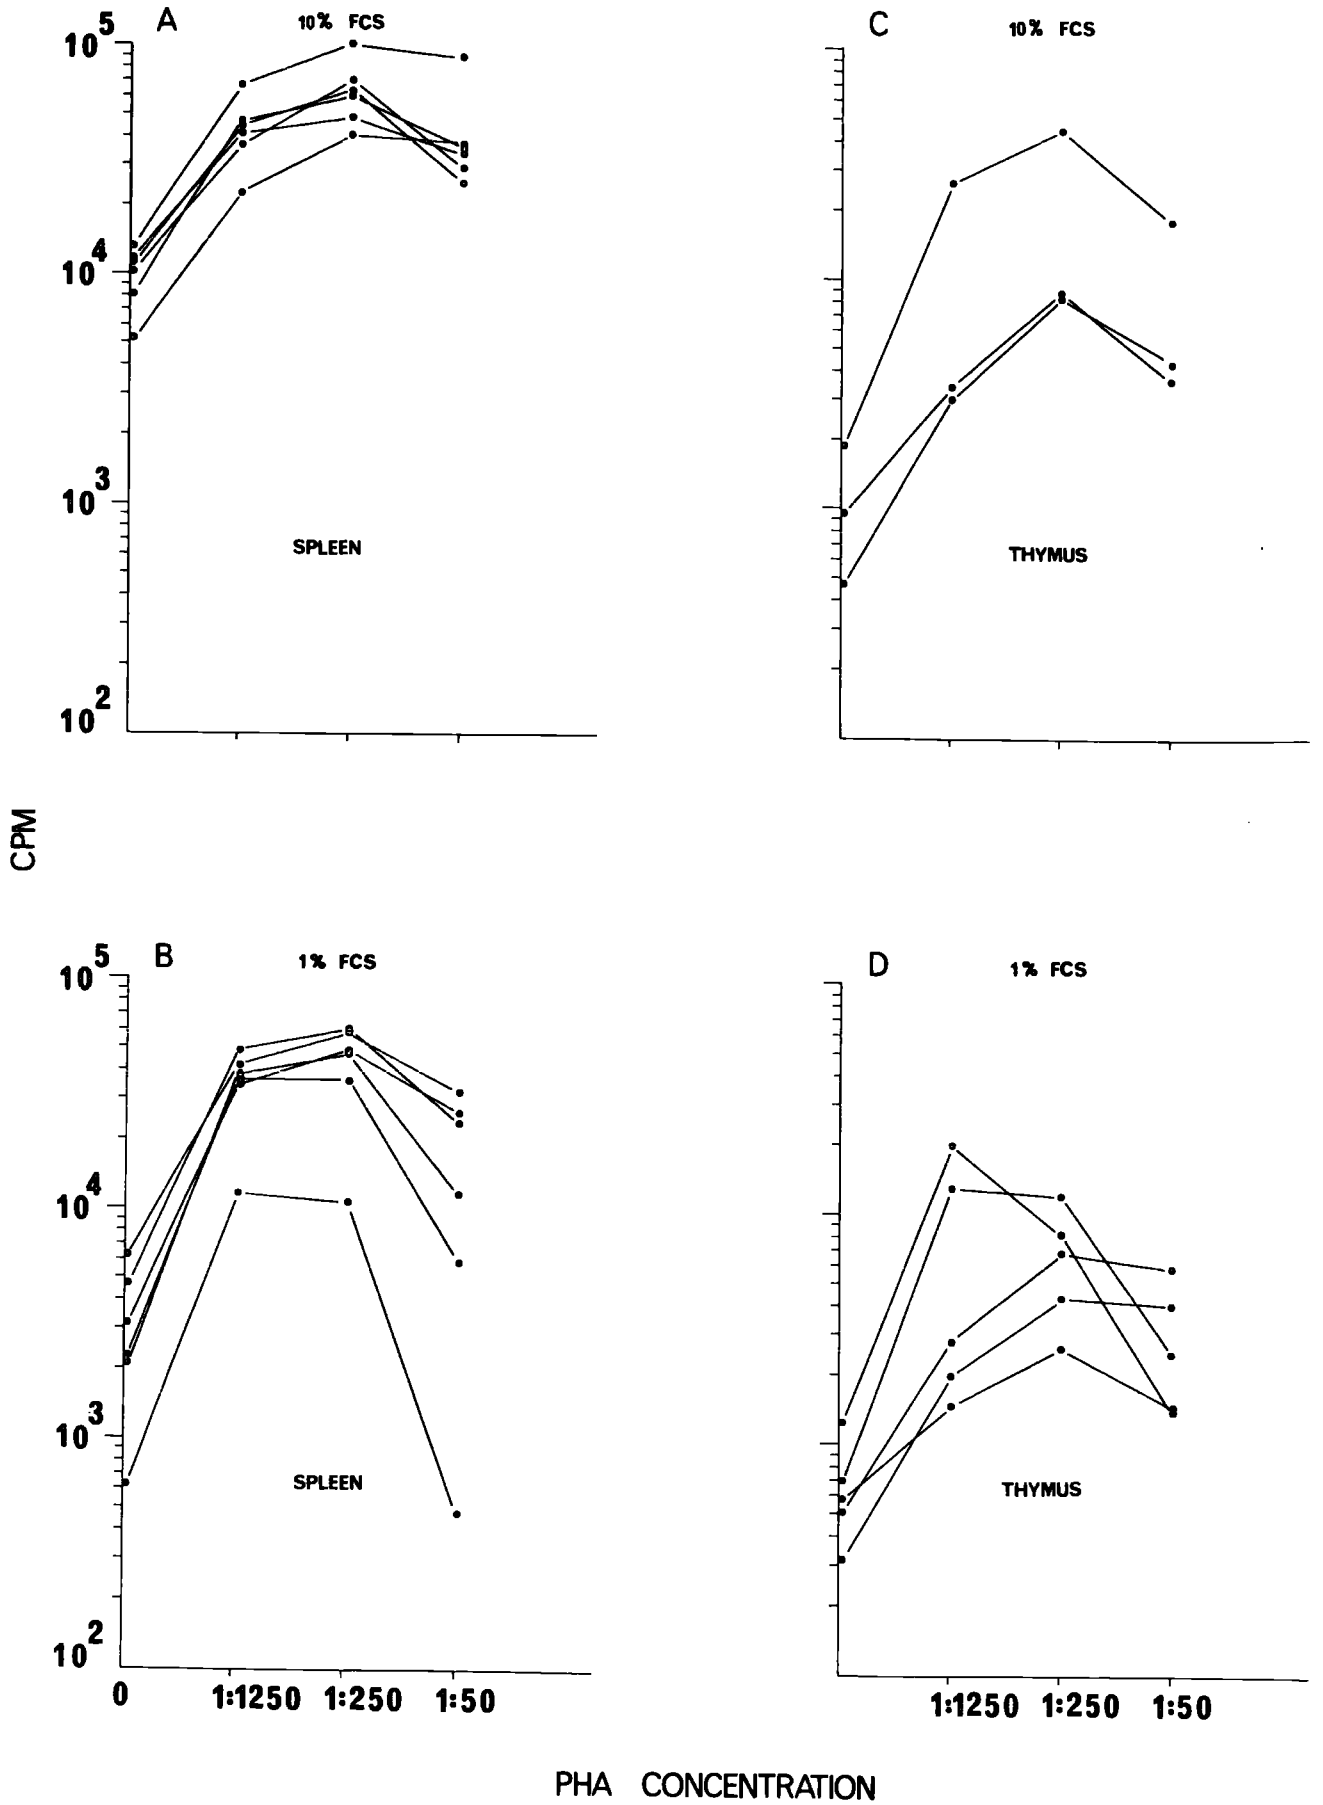 A
10% FCS
10^5
10^4
10^3
10^2
SPLEEN
C
10% FCS
THYMUS
CPM
B
1% FCS
10^5
10^4
10^3
10^2
SPLEEN
0 1:1250 1:250 1:50
D
1% FCS
THYMUS
1:1250 1:250 1:50
PHA CONCENTRATION